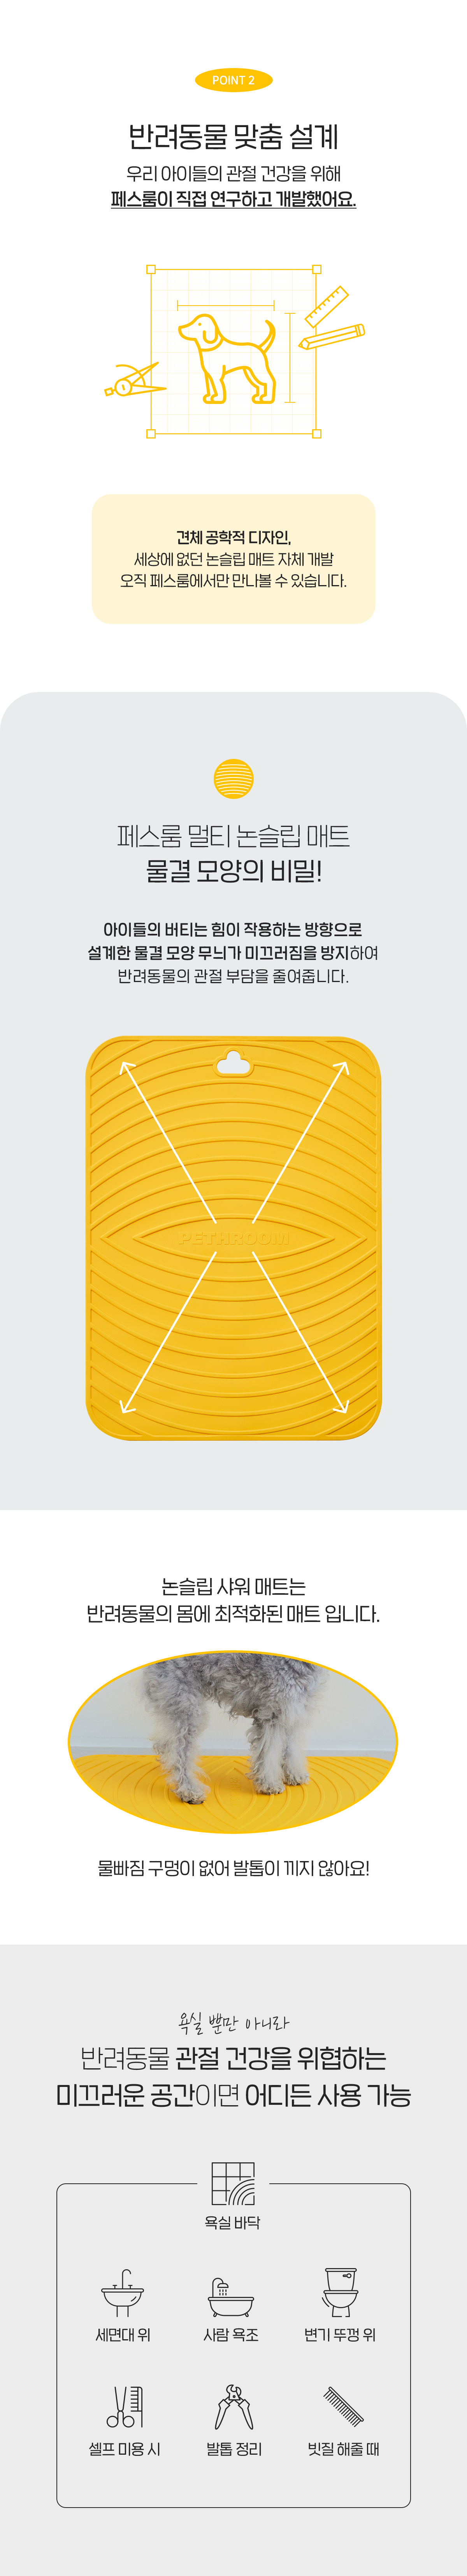 POINT 2
반려동물 맞춤 설계
우리 아이들의 관절 건강을 위해
페스룸이 직접 연구하고 개발했어요.
견체 공학적 디자인,
세상에 없던 논슬립 매트 자체 개발
오직 페스룸에서만 만나볼 수 있습니다.
페스룸 멀티 논슬립 매트
물결 모양의 비밀!
아이들의 버티는 힘이 작용하는 방향으로
설계한 물결 모양 무늬가 미끄러짐을 방지하여
반려동물의 관절 부담을 줄여줍니다.
PETHROOM
논슬립 샤워 매트는
반려동물의 몸에 최적화된 매트 입니다.
물빠짐 구멍이 없어 발톱이 끼지 않아요!
욕실 뿐만 아니라
반려동물 관절 건강을 위협하는
미끄러운 공간이면 어디든 사용 가능
욕실 바닥
세면대 위
사람 욕조
변기 뚜껑 위
셀프 미용 시
발톱 정리
빗질 해줄 때